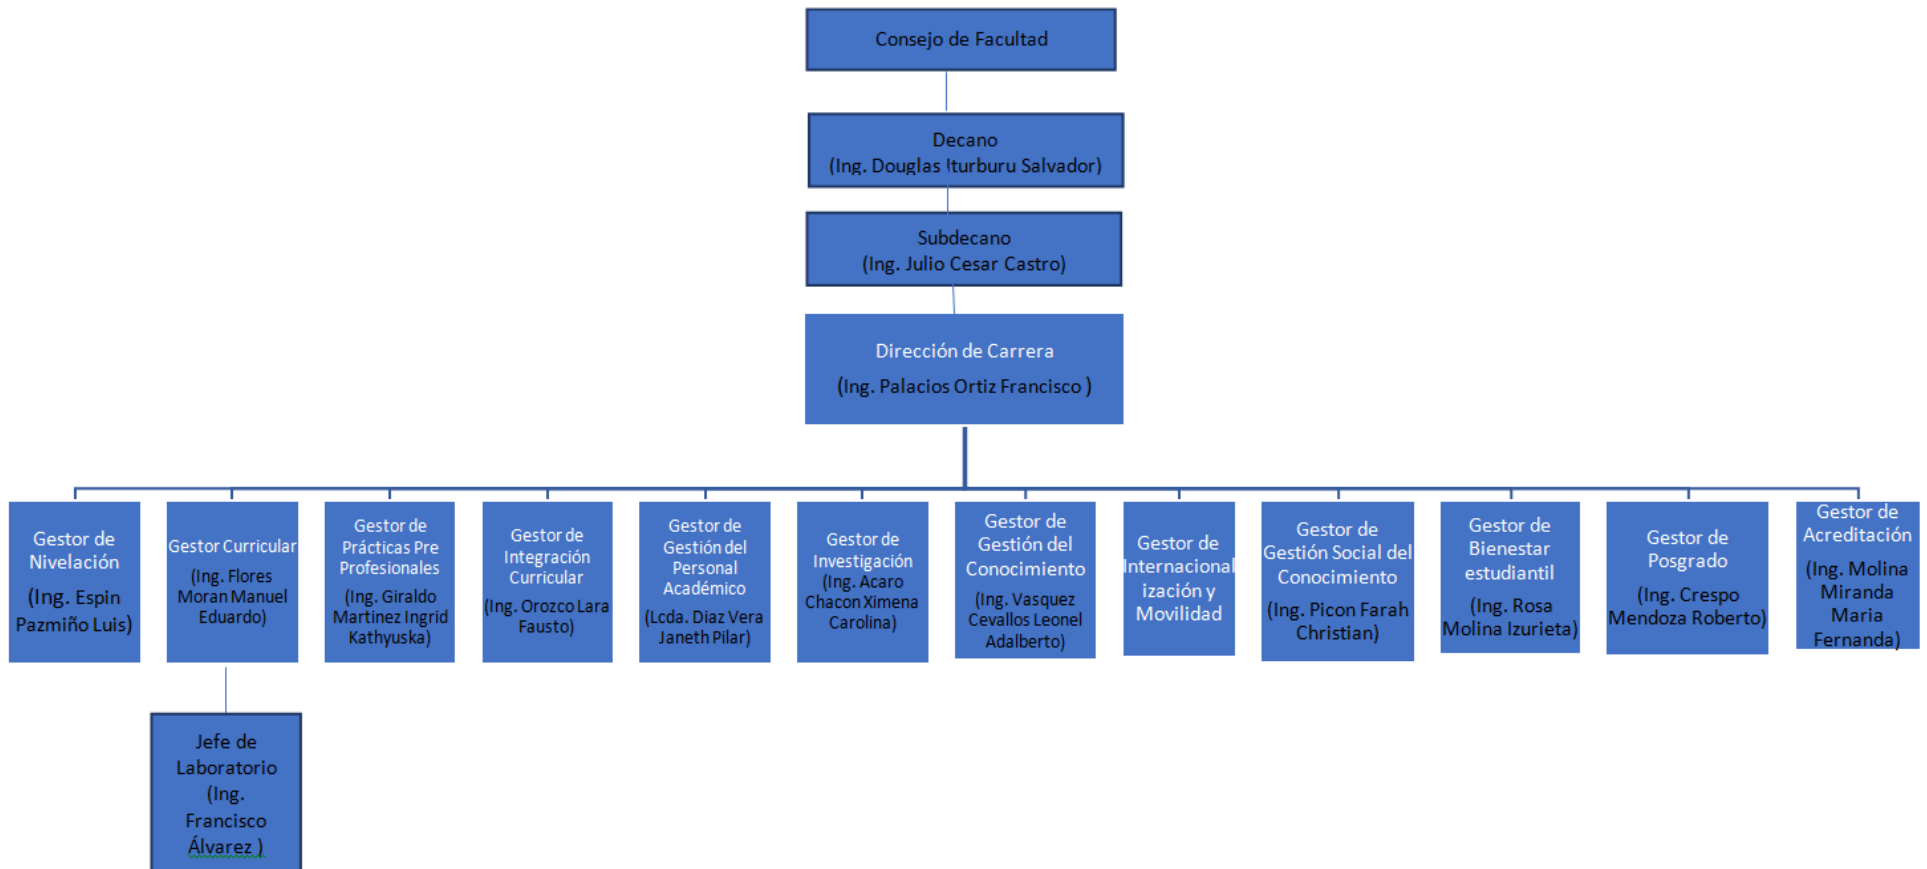 Consejo de Facultad
Decano
(Ing. Douglas Iturburu Salvador)
Subdecano
(Ing. Julio Cesar Castro)
Dirección de Carrera
(Ing. Palacios Ortiz Francisco )
Gestor de
Nivelación
(Ing. Espin
Pazmiño Luis)
Gestor Curricular
(Ing. Flores
Moran Manuel
Eduardo)
Gestor de
Prácticas Pre
Profesionales
(Ing. Giraldo
Martinez Ingrid
Kathyuska)
Gestor de
Integración
Curricular
(Ing. Orozco Lara
Fausto)
Gestor de
Gestión del
Personal
Académico
(Lcda. Diaz Vera
Janeth Pilar)
Gestor de
Investigación
(Ing. Acaro
Chacon Ximena
Carolina)
Gestor de
Gestión del
Conocimiento
(Ing. Vasquez
Cevallos Leonel
Adalberto)
Gestor de
Internacional
ización y
Movilidad
Gestor de
Gestión Social del
Conocimiento
(Ing. Picon Farah
Christian)
Gestor de
Bienestar
estudiantil
(Ing. Rosa
Molina Izurieta)
Gestor de
Posgrado
(Ing. Crespo
Mendoza Roberto)
Gestor de
Acreditación
(Ing. Molina
Miranda
Maria
Fernanda)
Jefe de
Laboratorio
(Ing.
Francisco
Álvarez )